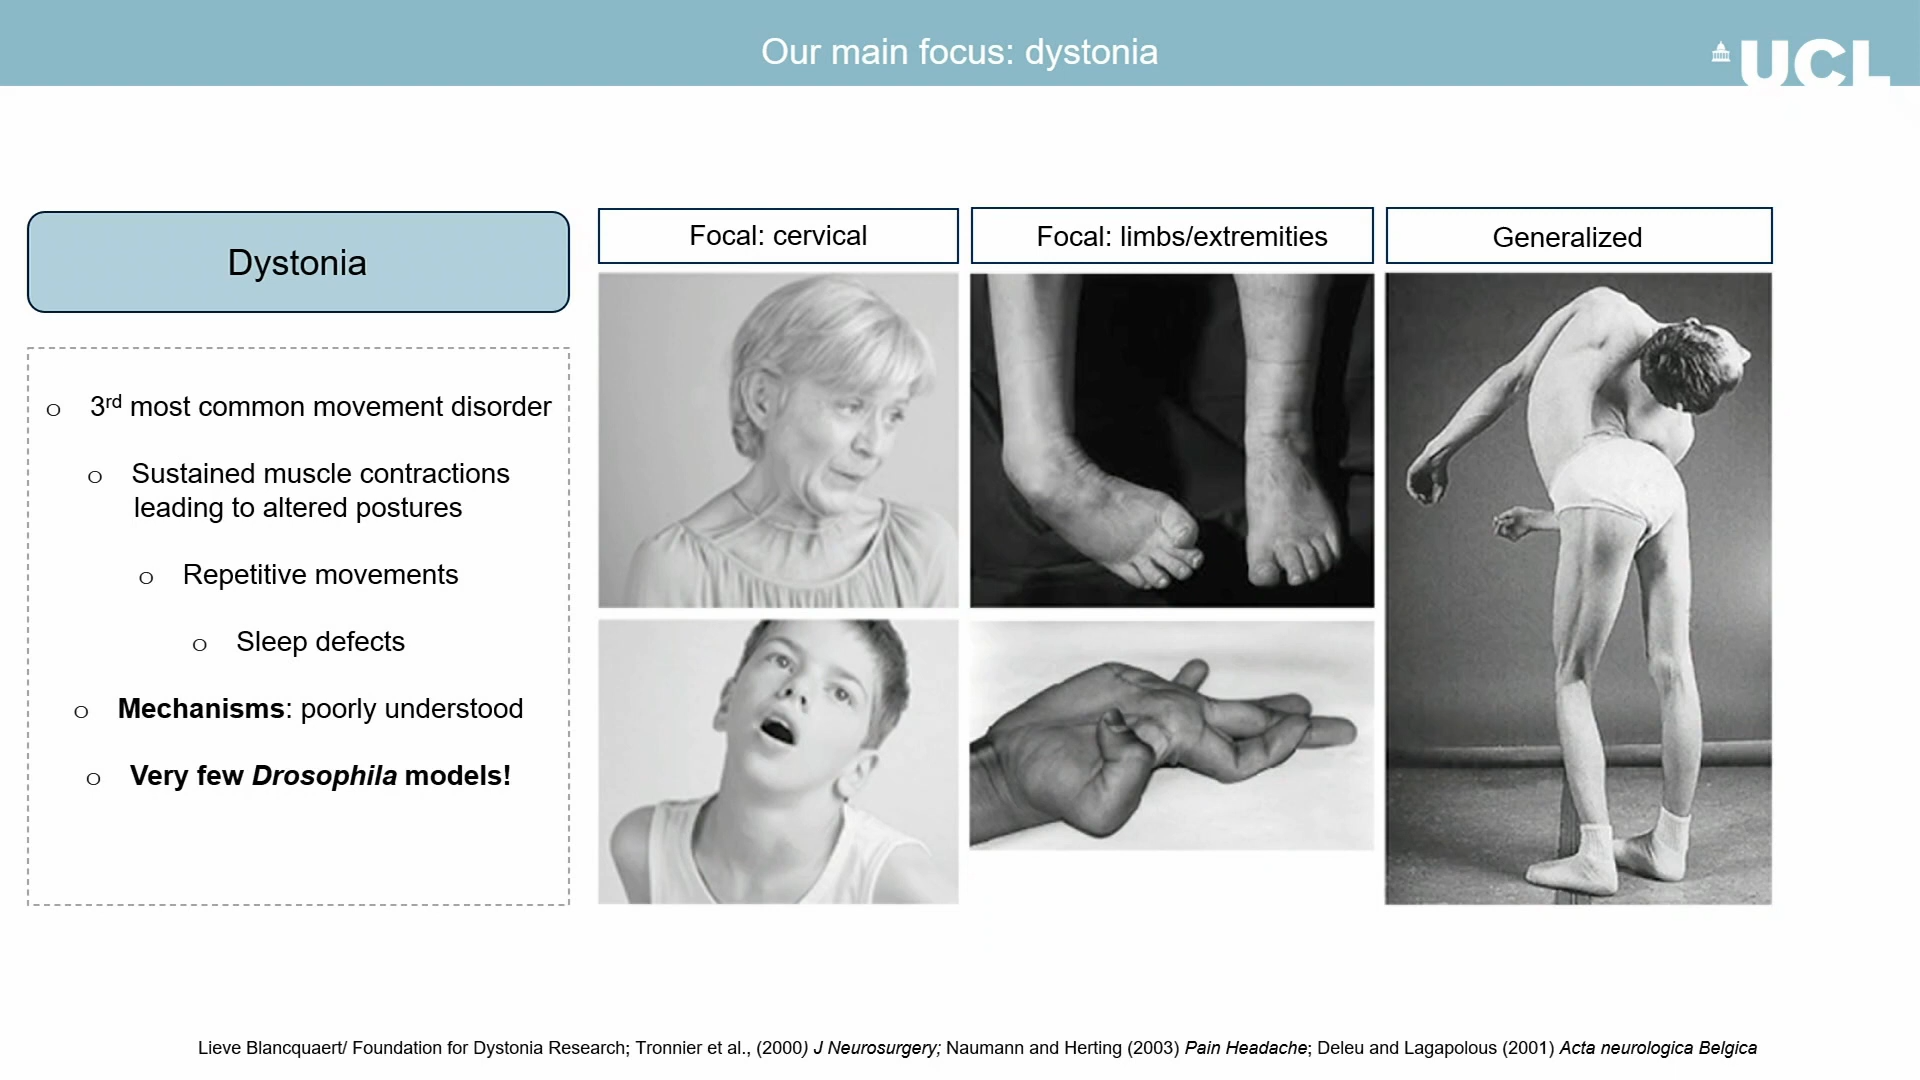 Our main focus: dystonia
UCL
Dystonia
3rd most common movement disorder
Sustained muscle contractions
leading to altered postures
Repetitive movements
Sleep defects
Mechanisms: poorly understood
Very few Drosophila models!
Focal: cervical
Focal: limbs/extremities
Generalized
Lieve Blancquaert/ Foundation for Dystonia Research; Tronnier et al., (2000) J Neurosurgery; Naumann and Herting (2003) Pain Headache; Deleu and Lagapolous (2001) Acta neurologica Belgica